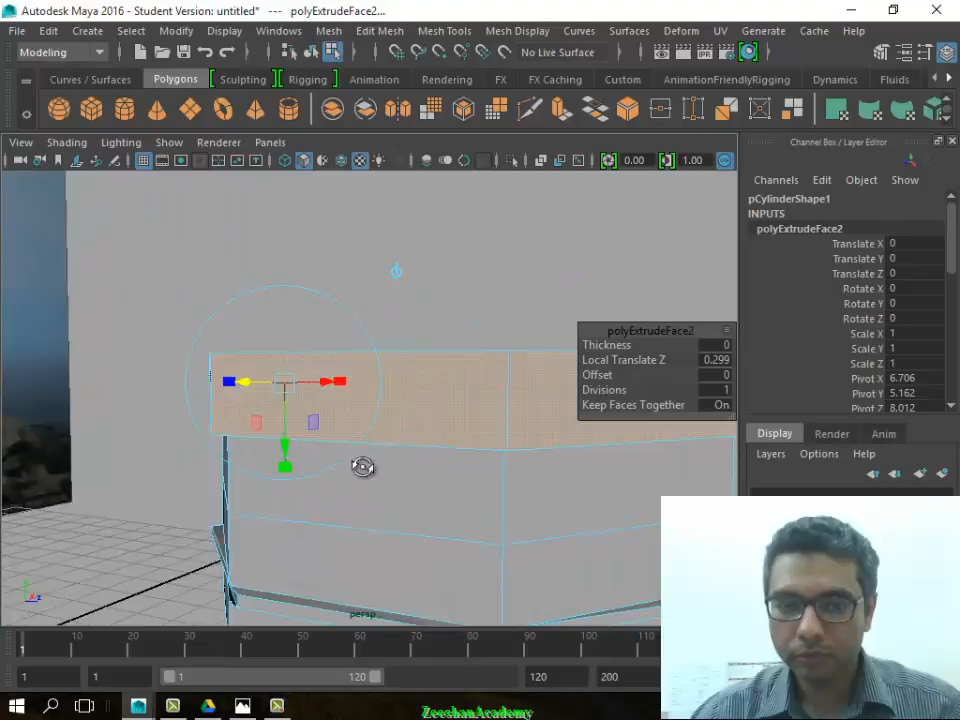 Autodesk Maya 2016 - Student Version: untitled* --- polyExtrudeFace2...
File Edit Create Select Modify Display Windows Mesh Edit Mesh Mesh Tools Mesh Display Curves Surfaces Deform UV Generate Cache Help
Modeling No Live Surface
Curves / Surfaces Polygons Sculpting Rigging Animation Rendering FX FX Caching Custom AnimationFriendlyRigging Dynamics Fluids
View Shading Lighting Show Renderer Panels
0.00 1.00
Channel Box / Layer Editor
Channels Edit Object Show
pCylinderShape1
INPUTS
polyExtrudeFace2
Translate X 0
Translate Y 0
Translate Z 0
Rotate X 0
Rotate Y 0
Rotate Z 0
Scale X 1
Scale Y 1
Scale Z 1
Pivot X 6.706
Pivot Y 5.162
Pivot Z 8.012
polyExtrudeFace2
Thickness 0
Local Translate Z 0.299
Offset 0
Divisions 1
Keep Faces Together On
Display Render Anim
Layers Options Help
persp
1 10 20 30 40 50 60 70 80 90 100 110
1 1 1 120 120 200
ZeeshanAcademy